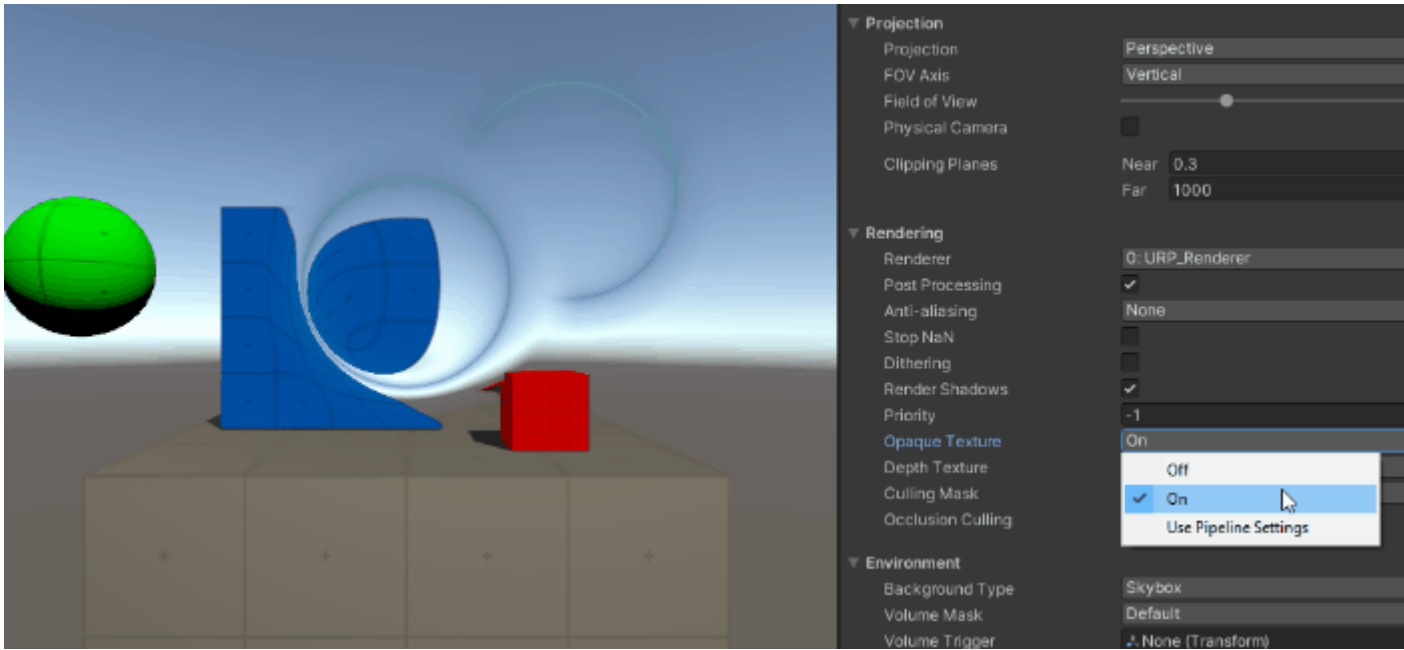 Projection
Projection Perspective
FOV Axis Vertical
Field of View
Physical Camera
Clipping Planes Near 0.3
Far 1000
Rendering
Renderer 0: URP_Renderer
Post Processing
Anti-aliasing None
Stop NaN
Dithering
Render Shadows
Priority -1
Opaque Texture On
Depth Texture Off
Culling Mask On
Occlusion Culling Use Pipeline Settings
Environment
Background Type Skybox
Volume Mask Default
Volume Trigger None (Transform)